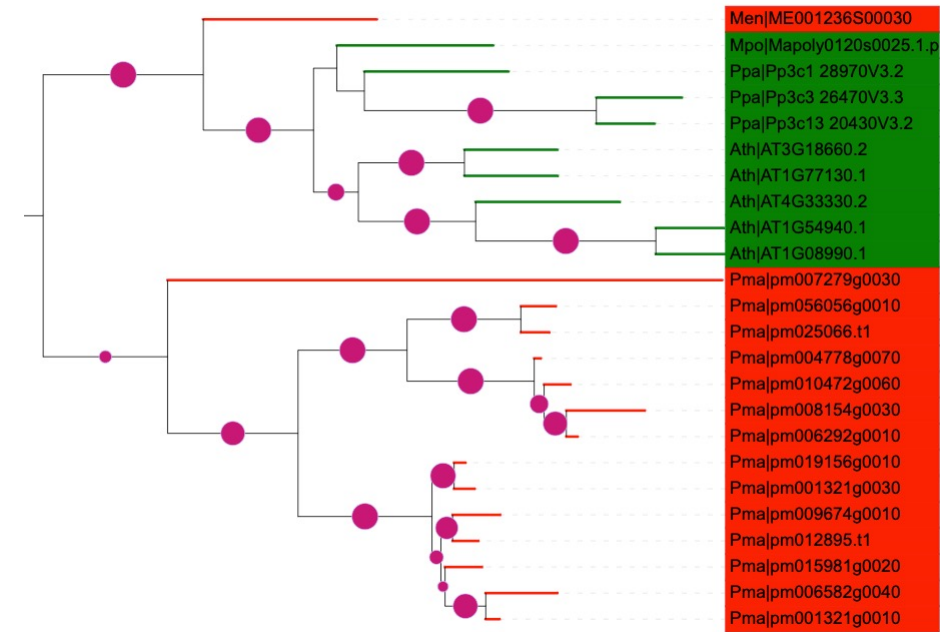 Men|ME001236S00030
Mpo|Mapoly0120s0025.1.p
Ppa|Pp3c1 28970V3.2
Ppa|Pp3c3 26470V3.3
Ppa|Pp3c13 20430V3.2
Ath|AT3G18660.2
Ath|AT1G77130.1
Ath|AT4G33330.2
Ath|AT1G54940.1
Ath|AT1G08990.1
Pma|pm007279g0030
Pma|pm056056g0010
Pma|pm025066.t1
Pma|pm004778g0070
Pma|pm010472g0060
Pma|pm008154g0030
Pma|pm006292g0010
Pma|pm019156g0010
Pma|pm001321g0030
Pma|pm009674g0010
Pma|pm012895.t1
Pma|pm015981g0020
Pma|pm006582g0040
Pma|pm001321g0010